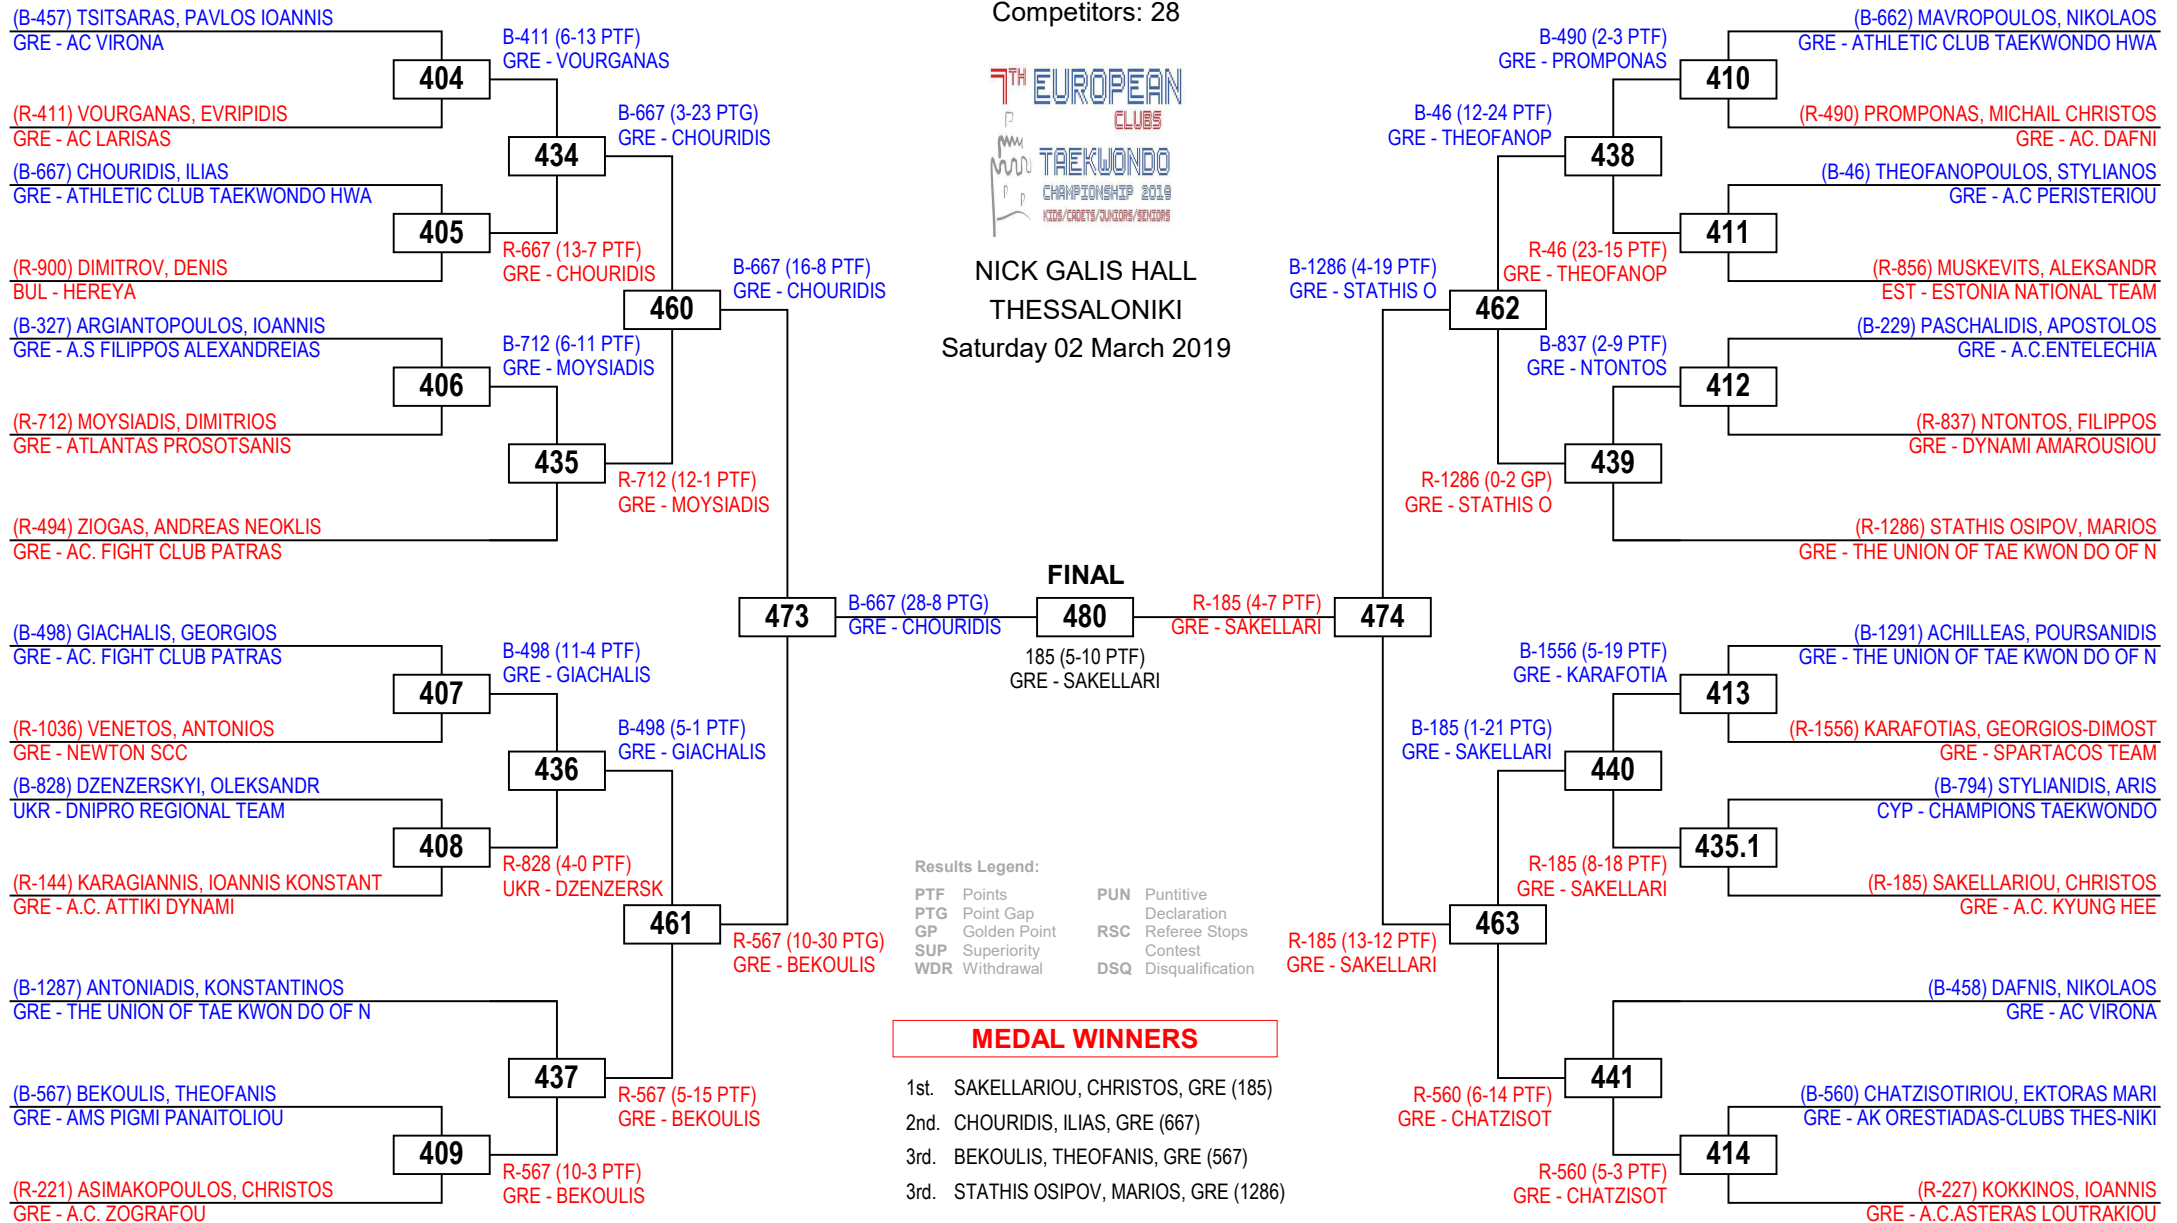 Competitors: 28
7TH EUROPEAN
CLUBS
TAEKWONDO
CHAMPIONSHIP 2019
KIDS/CADETS/JUNIORS/SENIORS
NICK GALIS HALL
THESSALONIKI
Saturday 02 March 2019
(B-457) TSITSARAS, PAVLOS IOANNIS
GRE - AC VIRONA
404
(R-411) VOURGANAS, EVRIPIDIS
GRE - AC LARISAS
(B-667) CHOURIDIS, ILIAS
GRE - ATHLETIC CLUB TAEKWONDO HWA
405
(R-900) DIMITROV, DENIS
BUL - HEREYA
(B-327) ARGIANTOPOULOS, IOANNIS
GRE - A.S FILIPPOS ALEXANDREIAS
406
(R-712) MOYSIADIS, DIMITRIOS
GRE - ATLANTAS PROSOTSANIS
(R-494) ZIOGAS, ANDREAS NEOKLIS
GRE - AC. FIGHT CLUB PATRAS
(B-498) GIACHALIS, GEORGIOS
GRE - AC. FIGHT CLUB PATRAS
407
(R-1036) VENETOS, ANTONIOS
GRE - NEWTON SCC
(B-828) DZENZERSKYI, OLEKSANDR
UKR - DNIPRO REGIONAL TEAM
408
(R-144) KARAGIANNIS, IOANNIS KONSTANT
GRE - A.C. ATTIKI DYNAMI
(B-1287) ANTONIADIS, KONSTANTINOS
GRE - THE UNION OF TAE KWON DO OF N
(B-567) BEKOULIS, THEOFANIS
GRE - AMS PIGMI PANAITOLIOU
409
(R-221) ASIMAKOPOULOS, CHRISTOS
GRE - A.C. ZOGRAFOU
B-411 (6-13 PTF)
GRE - VOURGANAS
434
R-667 (13-7 PTF)
GRE - CHOURIDIS
B-712 (6-11 PTF)
GRE - MOYSIADIS
435
B-498 (11-4 PTF)
GRE - GIACHALIS
436
R-828 (4-0 PTF)
UKR - DZENZERSK
437
R-567 (10-3 PTF)
GRE - BEKOULIS
B-667 (3-23 PTG)
GRE - CHOURIDIS
460
R-712 (12-1 PTF)
GRE - MOYSIADIS
B-498 (5-1 PTF)
GRE - GIACHALIS
461
R-567 (5-15 PTF)
GRE - BEKOULIS
B-667 (16-8 PTF)
GRE - CHOURIDIS
473
R-567 (10-30 PTG)
GRE - BEKOULIS
B-667 (28-8 PTG)
GRE - CHOURIDIS
FINAL
480
185 (5-10 PTF)
GRE - SAKELLARI
R-185 (4-7 PTF)
GRE - SAKELLARI
474
B-1286 (4-19 PTF)
GRE - STATHIS O
R-185 (13-12 PTF)
GRE - SAKELLARI
B-46 (12-24 PTF)
GRE - THEOFANOP
462
R-1286 (0-2 GP)
GRE - STATHIS O
B-185 (1-21 PTG)
GRE - SAKELLARI
463
R-560 (6-14 PTF)
GRE - CHATZISOT
B-490 (2-3 PTF)
GRE - PROMPONAS
438
R-46 (23-15 PTF)
GRE - THEOFANOP
B-837 (2-9 PTF)
GRE - NTONTOS
439
B-1556 (5-19 PTF)
GRE - KARAFOTIA
440
R-185 (8-18 PTF)
GRE - SAKELLARI
441
R-560 (5-3 PTF)
GRE - CHATZISOT
(B-662) MAVROPOULOS, NIKOLAOS
GRE - ATHLETIC CLUB TAEKWONDO HWA
410
(R-490) PROMPONAS, MICHAIL CHRISTOS
GRE - AC. DAFNI
(B-46) THEOFANOPOULOS, STYLIANOS
GRE - A.C PERISTERIOU
411
(R-856) MUSKEVITS, ALEKSANDR
EST - ESTONIA NATIONAL TEAM
(B-229) PASCHALIDIS, APOSTOLOS
GRE - A.C.ENTELECHIA
412
(R-837) NTONTOS, FILIPPOS
GRE - DYNAMI AMAROUSIOU
(R-1286) STATHIS OSIPOV, MARIOS
GRE - THE UNION OF TAE KWON DO OF N
(B-1291) ACHILLEAS, POURSANIDIS
GRE - THE UNION OF TAE KWON DO OF N
413
(R-1556) KARAFOTIAS, GEORGIOS-DIMOST
GRE - SPARTACOS TEAM
(B-794) STYLIANIDIS, ARIS
CYP - CHAMPIONS TAEKWONDO
435.1
(R-185) SAKELLARIOU, CHRISTOS
GRE - A.C. KYUNG HEE
(B-458) DAFNIS, NIKOLAOS
GRE - AC VIRONA
(B-560) CHATZISOTIRIOU, EKTORAS MARI
GRE - AK ORESTIADAS-CLUBS THES-NIKI
414
(R-227) KOKKINOS, IOANNIS
GRE - A.C.ASTERAS LOUTRAKIOU
Results Legend:
PTF Points
PTG Point Gap
GP Golden Point
SUP Superiority
WDR Withdrawal
PUN Puntitive
Declaration
RSC Referee Stops
Contest
DSQ Disqualification
MEDAL WINNERS
1st. SAKELLARIOU, CHRISTOS, GRE (185)
2nd. CHOURIDIS, ILIAS, GRE (667)
3rd. BEKOULIS, THEOFANIS, GRE (567)
3rd. STATHIS OSIPOV, MARIOS, GRE (1286)